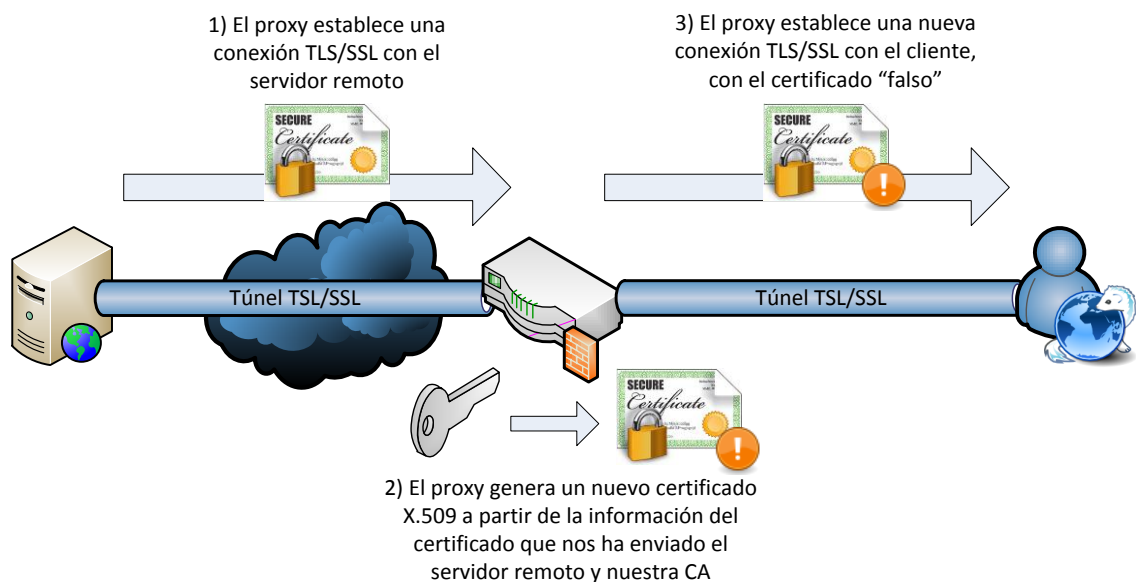 1) El proxy establece una
conexión TLS/SSL con el
servidor remoto
3) El proxy establece una nueva
conexión TLS/SSL con el cliente,
con el certificado “falso”
SECURE
Certificate
SECURE
Certificate
Túnel TSL/SSL
Túnel TSL/SSL
SECURE
Certificate
2) El proxy genera un nuevo certificado
X.509 a partir de la información del
certificado que nos ha enviado el
servidor remoto y nuestra CA